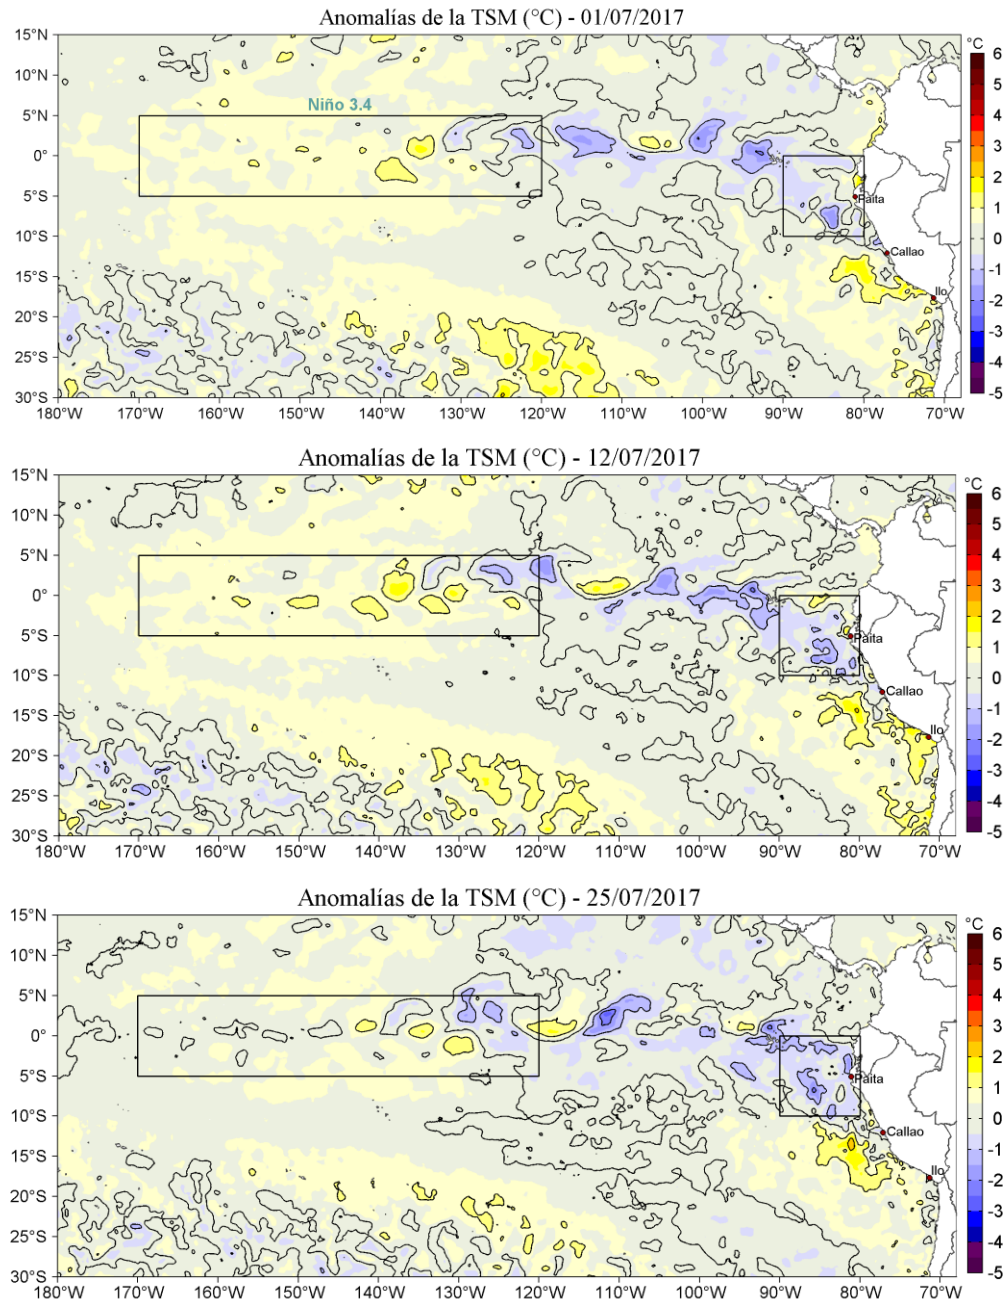 Anomalías de la TSM (°C) - 01/07/2017
15°N
10°N
5°N
0°
5°S
10°S
15°S
20°S
25°S
30°S
Niño 3.4
Paita
Callao
Ilo
180°W 170°W 160°W 150°W 140°W 130°W 120°W 110°W 100°W 90°W 80°W 70°W
°C
6
5
4
3
2
1
0
-1
-2
-3
-4
-5
Anomalías de la TSM (°C) - 12/07/2017
15°N
10°N
5°N
0°
5°S
10°S
15°S
20°S
25°S
30°S
Paita
Callao
Ilo
180°W 170°W 160°W 150°W 140°W 130°W 120°W 110°W 100°W 90°W 80°W 70°W
°C
6
5
4
3
2
1
0
-1
-2
-3
-4
-5
Anomalías de la TSM (°C) - 25/07/2017
15°N
10°N
5°N
0°
5°S
10°S
15°S
20°S
25°S
30°S
Paita
Callao
Ilo
180°W 170°W 160°W 150°W 140°W 130°W 120°W 110°W 100°W 90°W 80°W 70°W
°C
6
5
4
3
2
1
0
-1
-2
-3
-4
-5